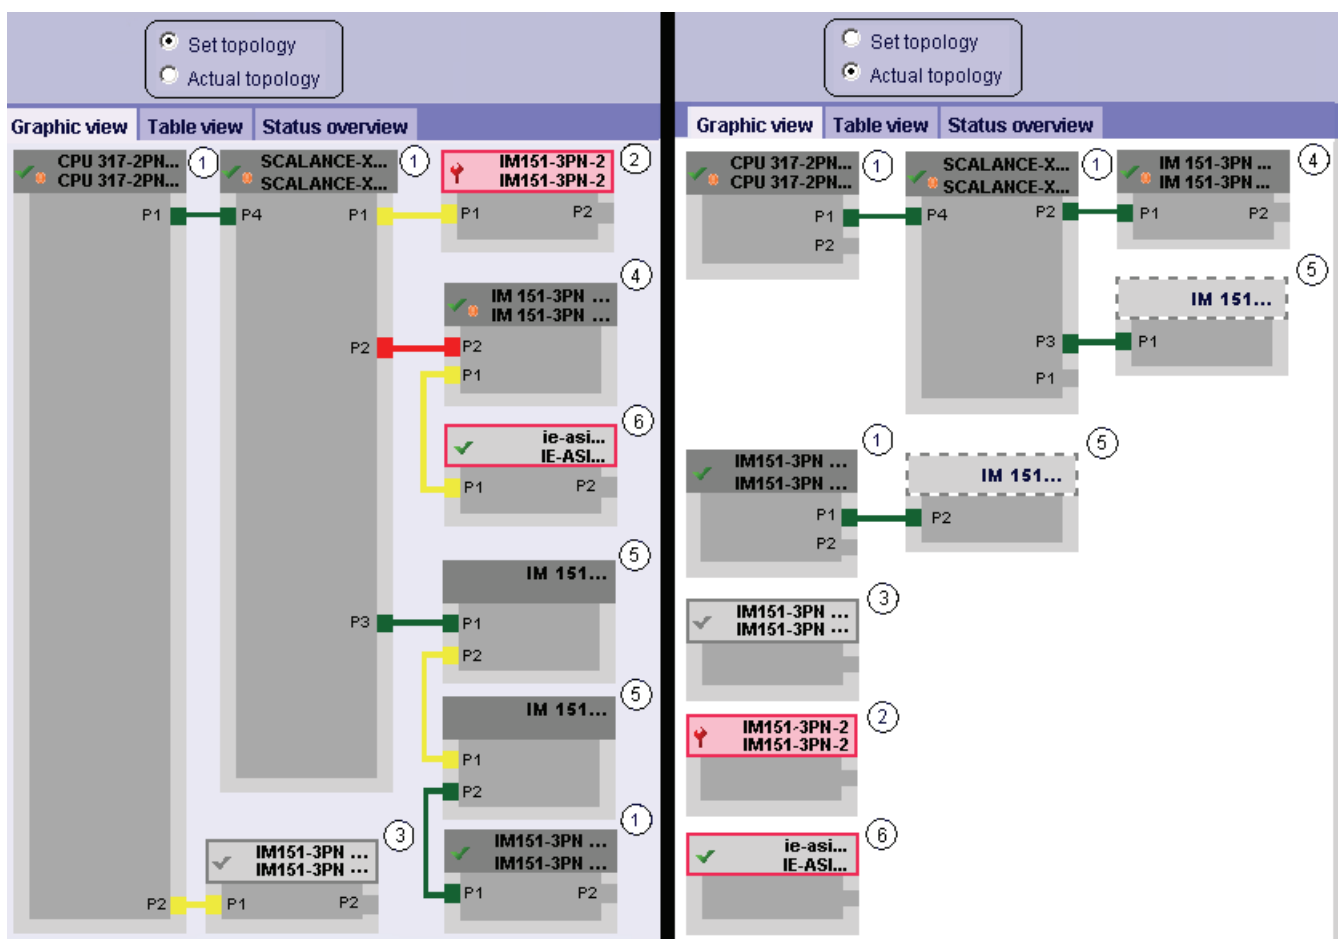 Set topology
Actual topology
Graphic view Table view Status overview
CPU 317-2PN... 1 SCALANCE-X... 1 IM151-3PN-2 2
CPU 317-2PN... SCALANCE-X... IM151-3PN-2
P1 P4 P1 P1 P2
4
IM 151-3PN ...
IM 151-3PN ...
P2 P2
P1
6
ie-asi...
IE-ASI...
P1 P2
5
IM 151...
P3 P1
P2
5
IM 151...
P1
P2
1
IM151-3PN ...
IM151-3PN ...
P1 P2
3
IM151-3PN ...
IM151-3PN ...
P2 P1 P2
Set topology
Actual topology
Graphic view Table view Status overview
CPU 317-2PN... 1 SCALANCE-X... 1 IM 151-3PN ... 4
CPU 317-2PN... SCALANCE-X... IM 151-3PN ...
P1 P4 P2 P1 P2
P2
5
IM 151...
P3 P1
P1
1
IM151-3PN ...
IM151-3PN ...
P1
P2
5
IM 151...
P2
3
IM151-3PN ...
IM151-3PN ...
2
IM151-3PN-2
IM151-3PN-2
6
ie-asi...
IE-ASI...